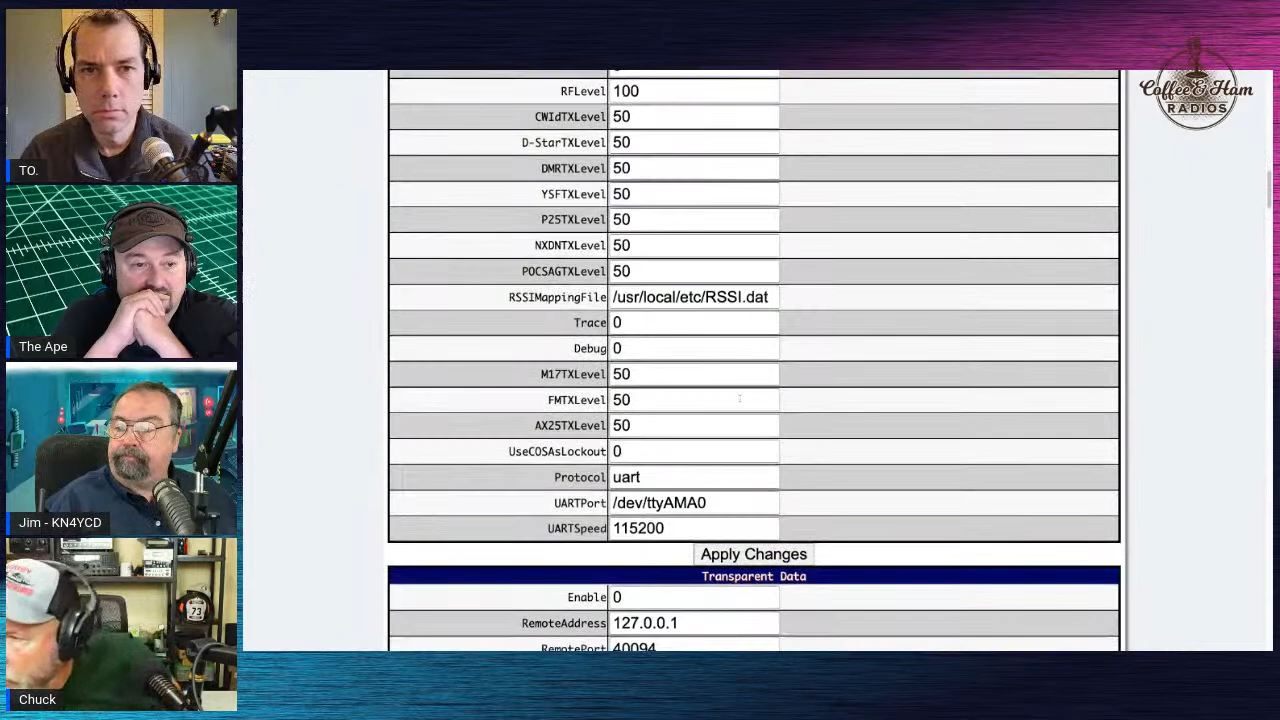 TO.
The Ape
Jim - KN4YCD
73
Chuck
Coffee & Ham
RADIOS
RFLevel 100
CWIdTXLevel 50
D-StarTXLevel 50
DMRTXLevel 50
YSFTXLevel 50
P25TXLevel 50
NXDNTXLevel 50
POCSAGTXLevel 50
RSSIMappingFile /usr/local/etc/RSSI.dat
Trace 0
Debug 0
M17TXLevel 50
FMTXLevel 50
AX25TXLevel 50
UseCOSAsLockout 0
Protocol uart
UARTPort /dev/ttyAMA0
UARTSpeed 115200
Apply Changes
Transparent Data
Enable 0
RemoteAddress 127.0.0.1
RemotePort 40094